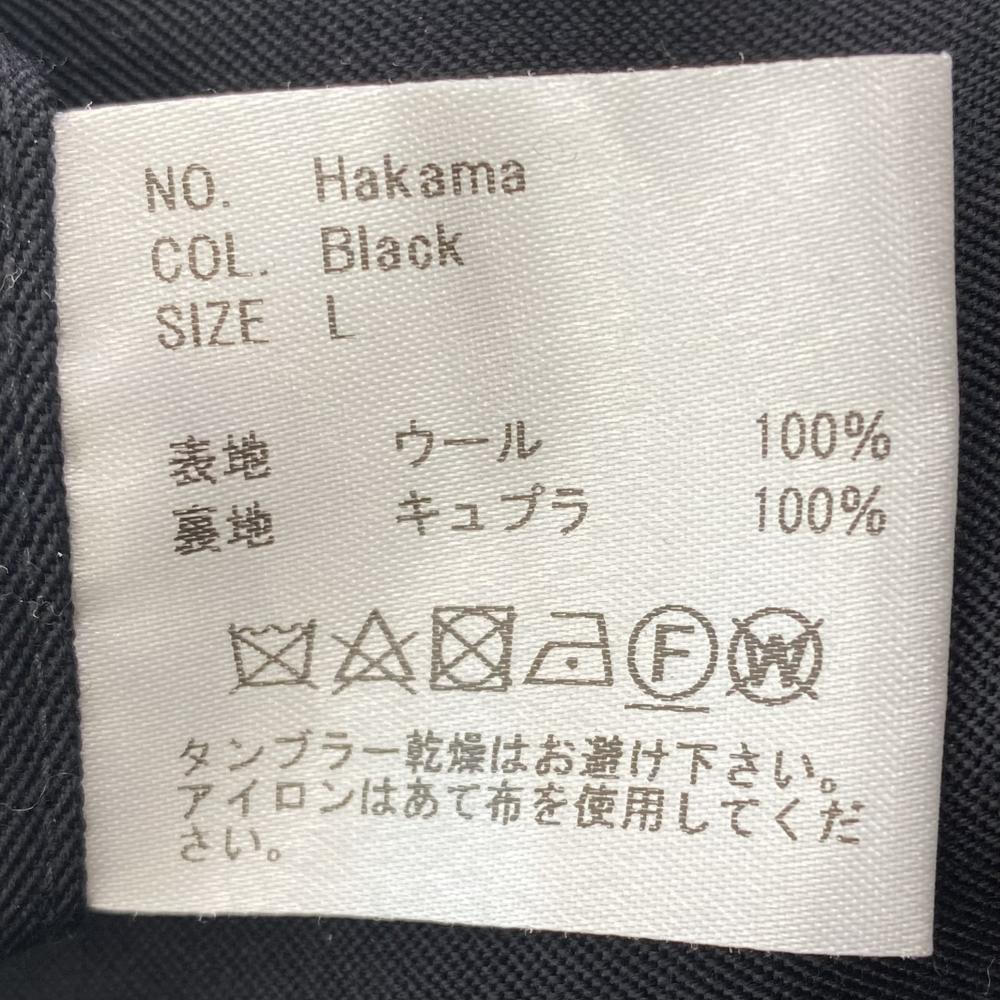 NO. Hakama
COL. Black
SIZE L
表地 ウール 100%
裏地 キュプラ 100%
F W
タンブラー乾燥はお避け下さい。
アイロンはあて布を使用してくだ
さい。